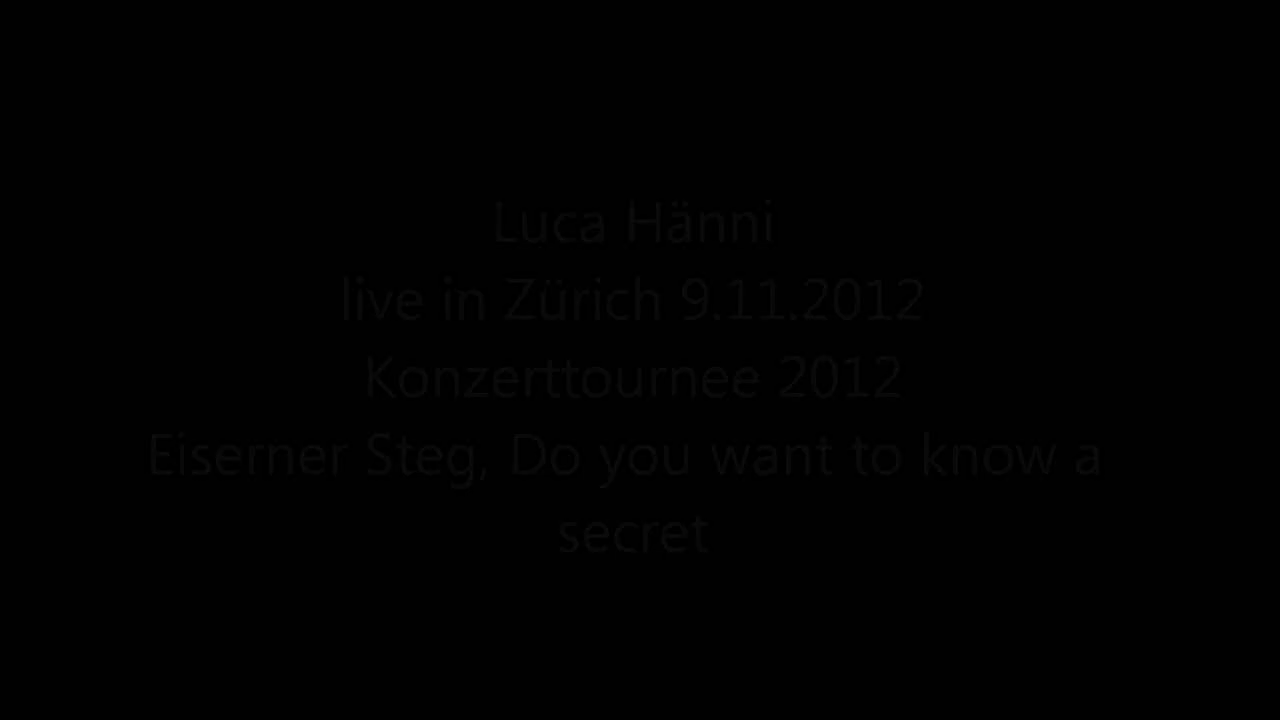 Luca Hänni
live in Zürich 9.11.2012
Konzerttournee 2012
Eiserner Steg, Do you want to know a
secret